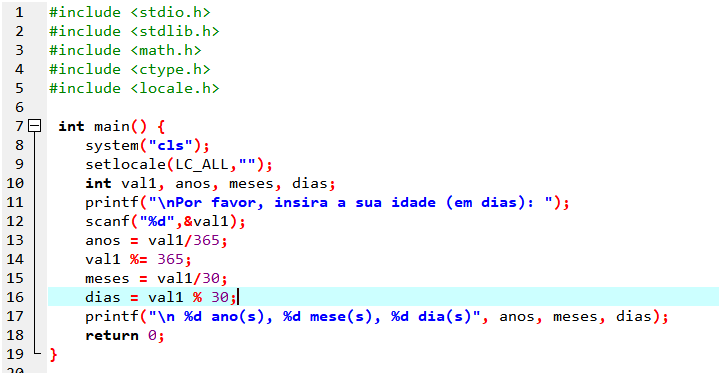 1 #include <stdio.h>
2 #include <stdlib.h>
3 #include <math.h>
4 #include <ctype.h>
5 #include <locale.h>
6
7 int main() {
8 system("cls");
9 setlocale(LC_ALL,"");
10 int val1, anos, meses, dias;
11 printf("\nPor favor, insira a sua idade (em dias): ");
12 scanf("%d",&val1);
13 anos = val1/365;
14 val1 %= 365;
15 meses = val1/30;
16 dias = val1 % 30;
17 printf("\n %d ano(s), %d mese(s), %d dia(s)", anos, meses, dias);
18 return 0;
19 }
20